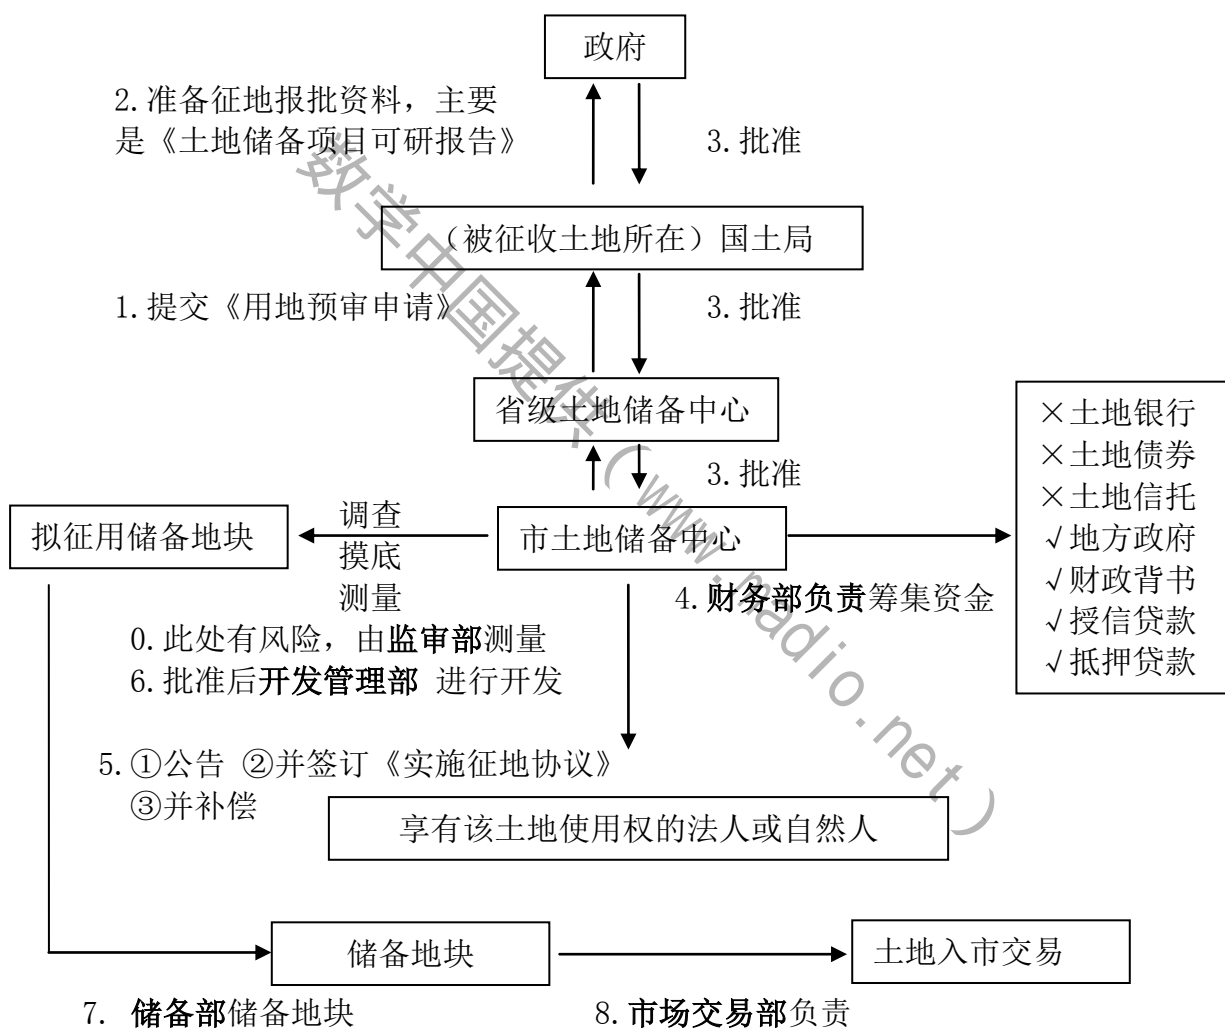 政府
2.准备征地报批资料，主要
是《土地储备项目可研报告》
3.批准
（被征收土地所在）国土局
1.提交《用地预审申请》
3.批准
省级土地储备中心
3.批准
×土地银行
×土地债券
×土地信托
√地方政府
√财政背书
√授信贷款
√抵押贷款
拟征用储备地块
调查
摸底
测量
市土地储备中心
4.财务部负责筹集资金
0.此处有风险，由监审部测量
6.批准后开发管理部 进行开发
5.①公告 ②并签订《实施征地协议》
③并补偿
享有该土地使用权的法人或自然人
储备地块
土地入市交易
7. 储备部储备地块
8.市场交易部负责
数学中国提供(www.madio.net)